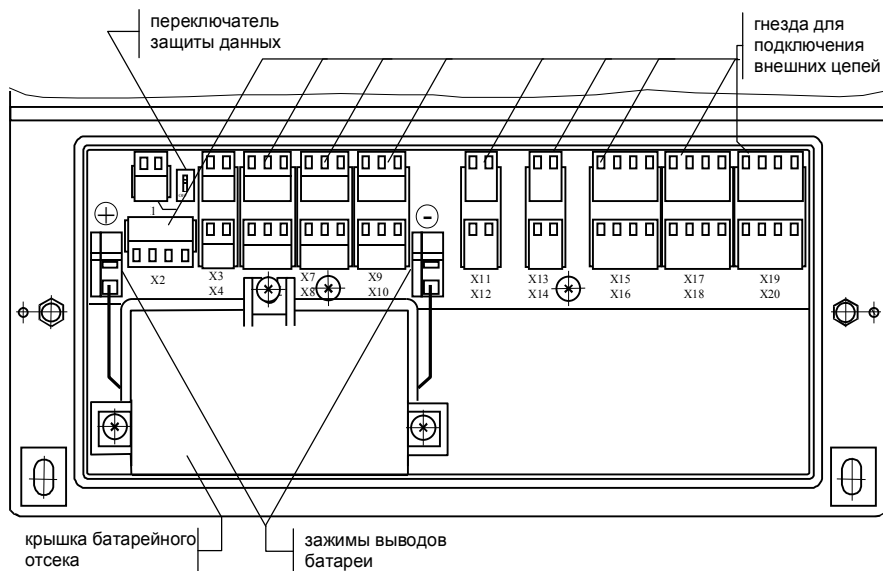 переключатель
защиты данных
гнезда для
подключения
внешних цепей
1
+
-
X2
X3
X4
X7
X8
X9
X10
X11
X12
X13
X14
X15
X16
X17
X18
X19
X20
крышка батарейного
отсека
зажимы выводов
батареи